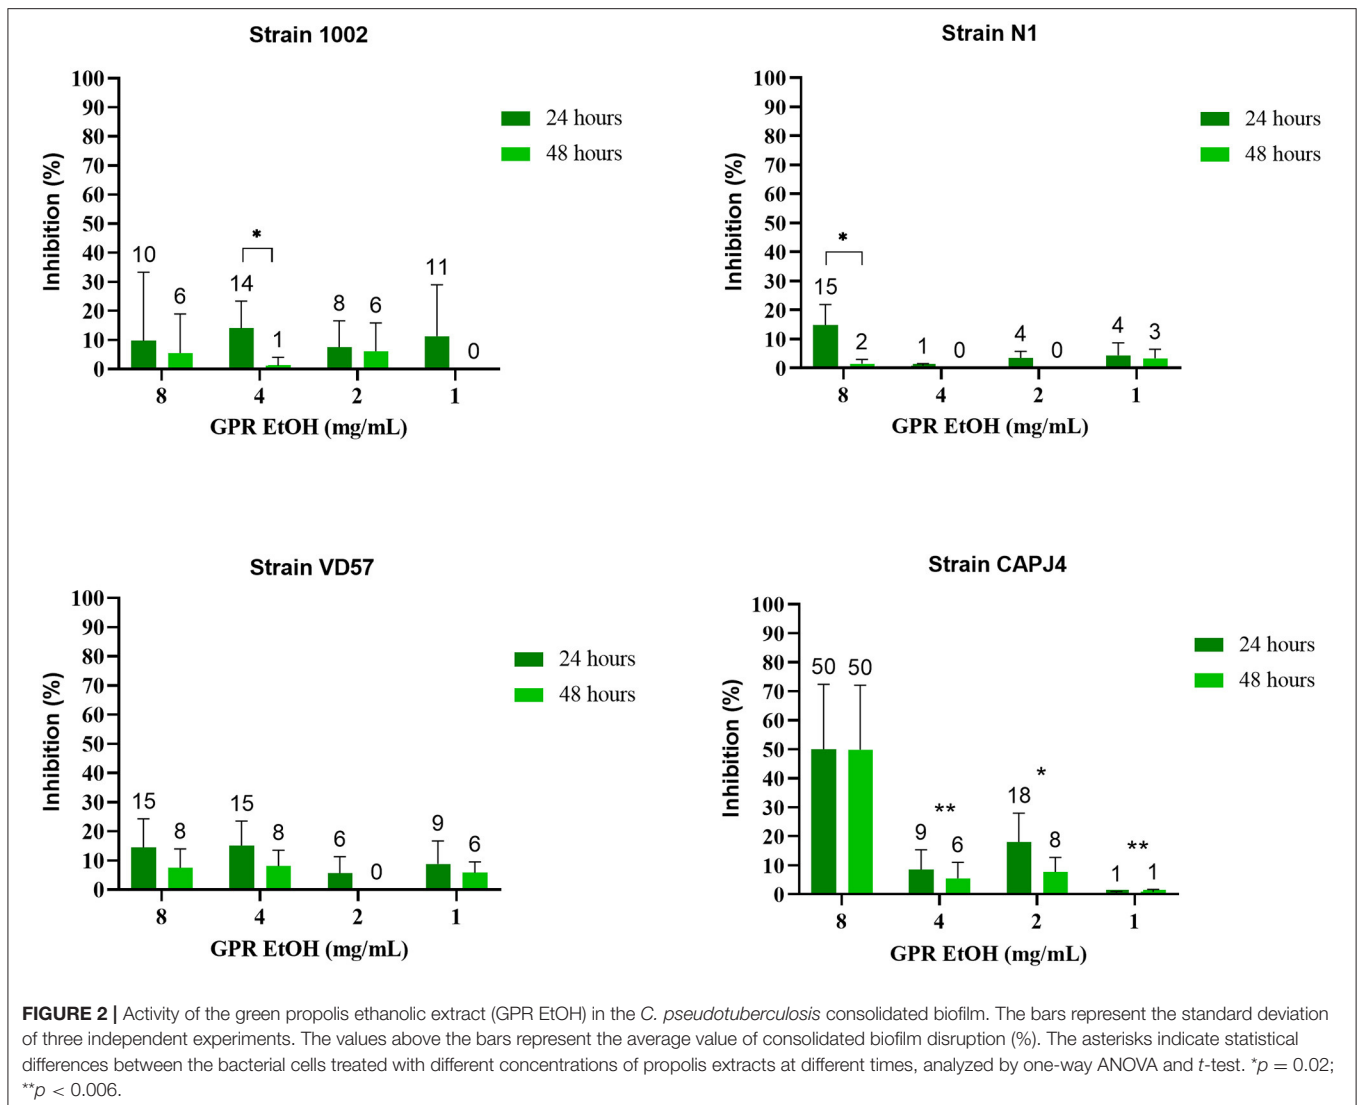 Strain 1002
100
90
80
70
60
50
40
30
20
10
0
Inhibition (%)
24 hours
48 hours
10
6
14
*
1
8
6
11
0
8 4 2 1
GPR EtOH (mg/mL)
Strain N1
100
90
80
70
60
50
40
30
20
10
0
Inhibition (%)
24 hours
48 hours
15
*
2
1
0
4
0
4
3
8 4 2 1
GPR EtOH (mg/mL)
Strain VD57
100
90
80
70
60
50
40
30
20
10
0
Inhibition (%)
24 hours
48 hours
15
8
15
8
6
0
9
6
8 4 2 1
GPR EtOH (mg/mL)
Strain CAPJ4
100
90
80
70
60
50
40
30
20
10
0
Inhibition (%)
24 hours
48 hours
50
50
9
**
6
18
*
8
1
**
1
8 4 2 1
GPR EtOH (mg/mL)
FIGURE 2 | Activity of the green propolis ethanolic extract (GPR EtOH) in the C. pseudotuberculosis consolidated biofilm. The bars represent the standard deviation
of three independent experiments. The values above the bars represent the average value of consolidated biofilm disruption (%). The asterisks indicate statistical
differences between the bacterial cells treated with different concentrations of propolis extracts at different times, analyzed by one-way ANOVA and t-test. *p = 0.02;
**p < 0.006.